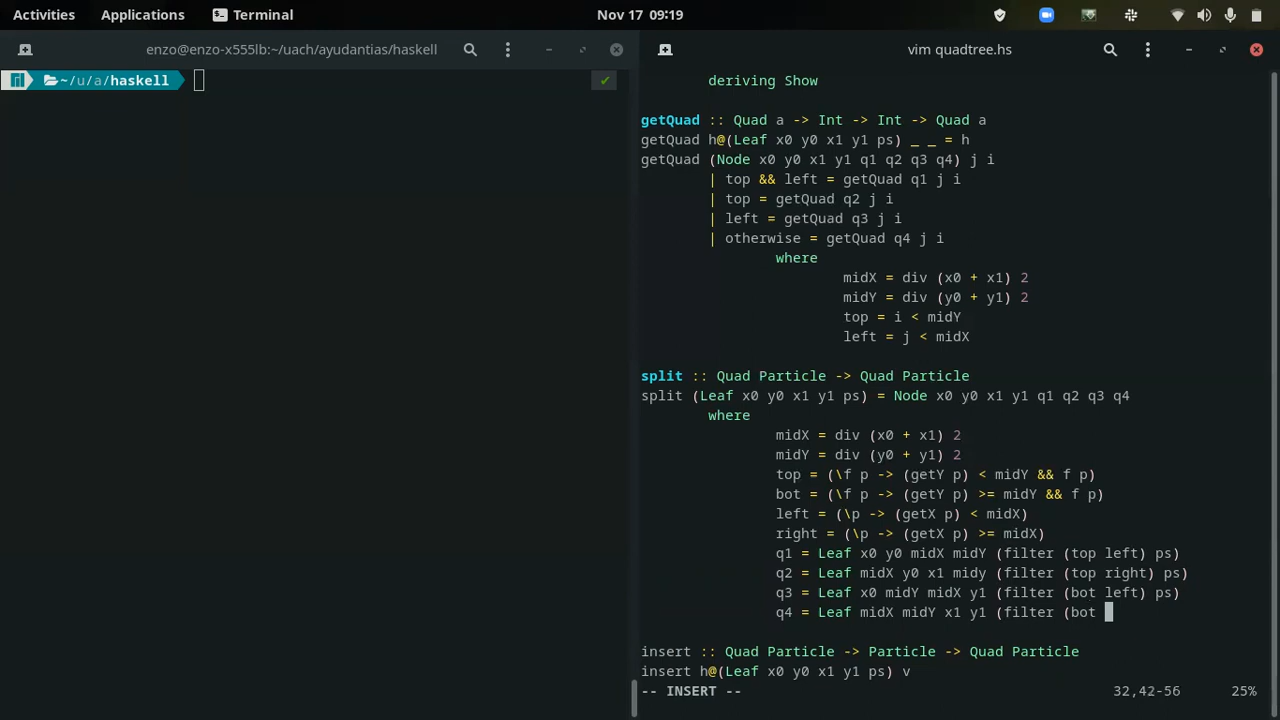 Activities Applications Terminal Nov 17 09:19
enzo@enzo-x555lb:~/uach/ayudantias/haskell
~/u/a/haskell
vim quadtree.hs
deriving Show
getQuad :: Quad a -> Int -> Int -> Quad a
getQuad h@(Leaf x0 y0 x1 y1 ps) _ _ = h
getQuad (Node x0 y0 x1 y1 q1 q2 q3 q4) j i
| top && left = getQuad q1 j i
| top = getQuad q2 j i
| left = getQuad q3 j i
| otherwise = getQuad q4 j i
where
midX = div (x0 + x1) 2
midY = div (y0 + y1) 2
top = i < midY
left = j < midX
split :: Quad Particle -> Quad Particle
split (Leaf x0 y0 x1 y1 ps) = Node x0 y0 x1 y1 q1 q2 q3 q4
where
midX = div (x0 + x1) 2
midY = div (y0 + y1) 2
top = (\f p -> (getY p) < midY && f p)
bot = (\f p -> (getY p) >= midY && f p)
left = (\p -> (getX p) < midX)
right = (\p -> (getX p) >= midX)
q1 = Leaf x0 y0 midX midY (filter (top left) ps)
q2 = Leaf midX y0 x1 midy (filter (top right) ps)
q3 = Leaf x0 midY midX y1 (filter (bot left) ps)
q4 = Leaf midX midY x1 y1 (filter (bot
insert :: Quad Particle -> Particle -> Quad Particle
insert h@(Leaf x0 y0 x1 y1 ps) v
-- INSERT -- 32,42-56 25%